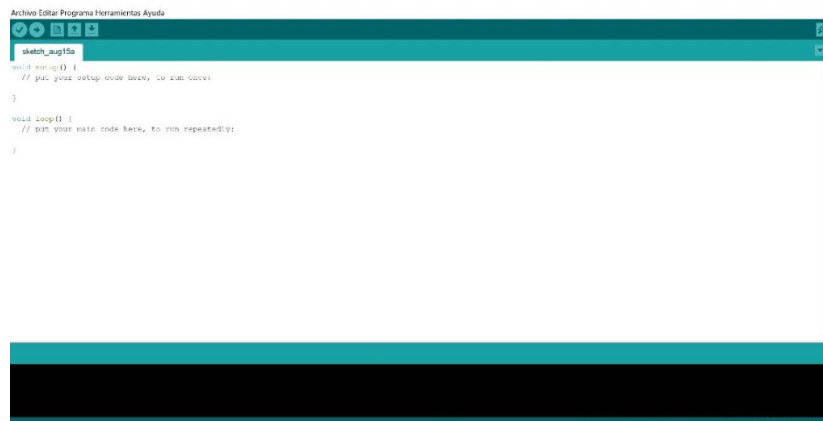 Archivo Editar Programa Herramientas Ayuda
sketch_aug15a
void setup() {
// put your setup code here, to run once:
}
void loop() {
// put your main code here, to run repeatedly:
}